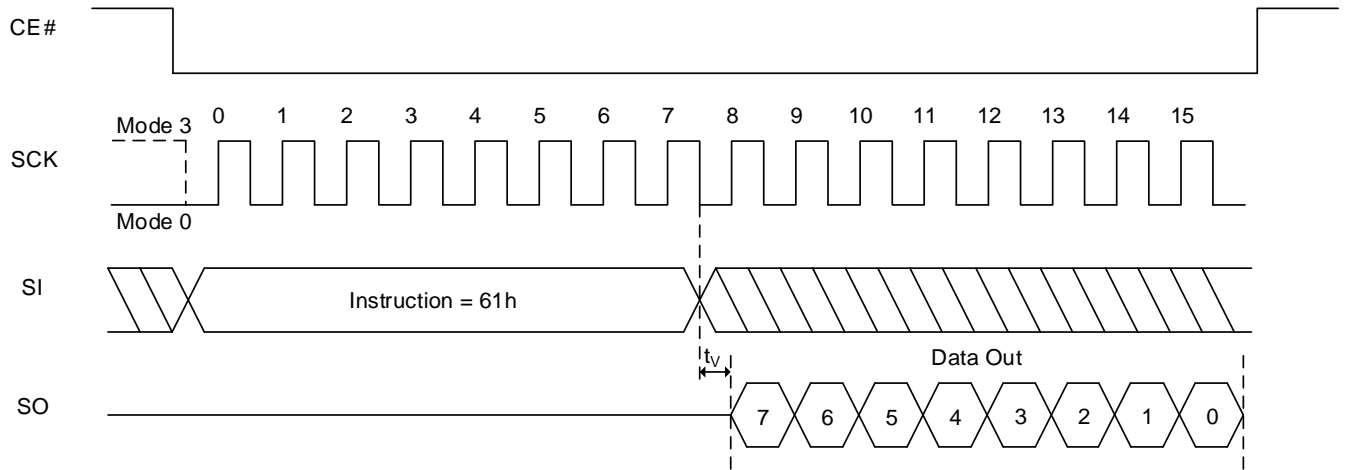 CE#
Mode 3 0 1 2 3 4 5 6 7 8 9 10 11 12 13 14 15
SCK
Mode 0
SI
Instruction = 61h
tV Data Out
SO
7 6 5 4 3 2 1 0